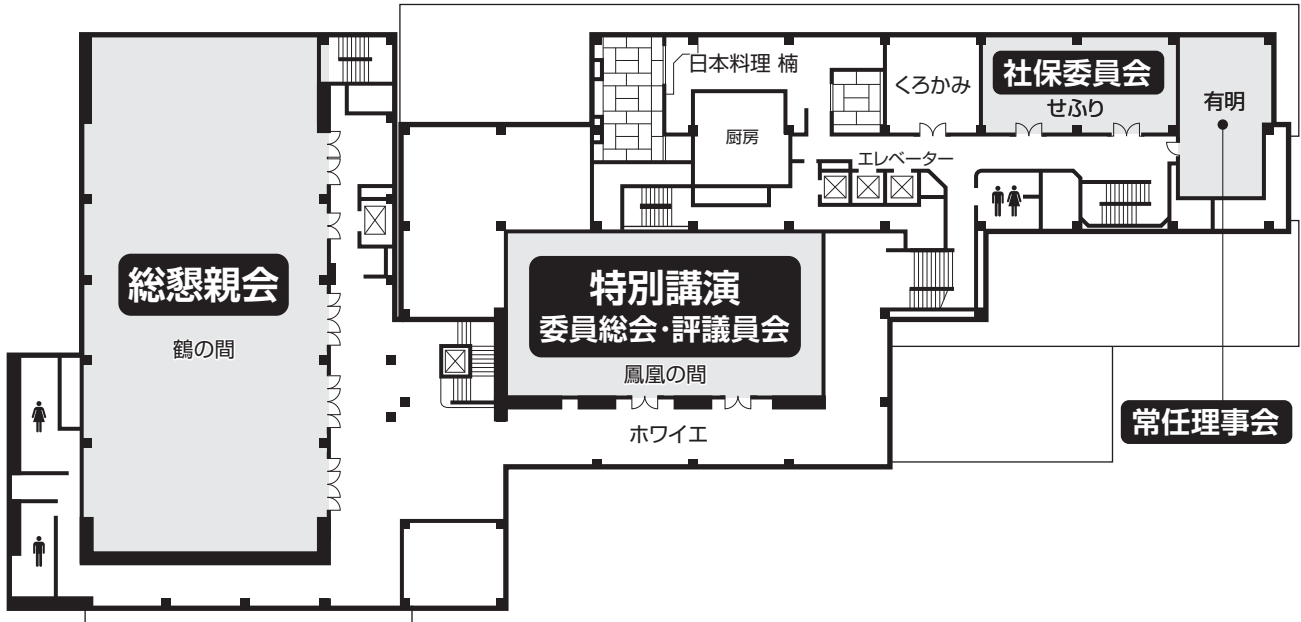 日本料理 楠
くろかみ
社保委員会
せふり
有明
厨房
エレベーター
総懇親会
鶴の間
特別講演
委員総会・評議員会
鳳凰の間
ホワイエ
常任理事会